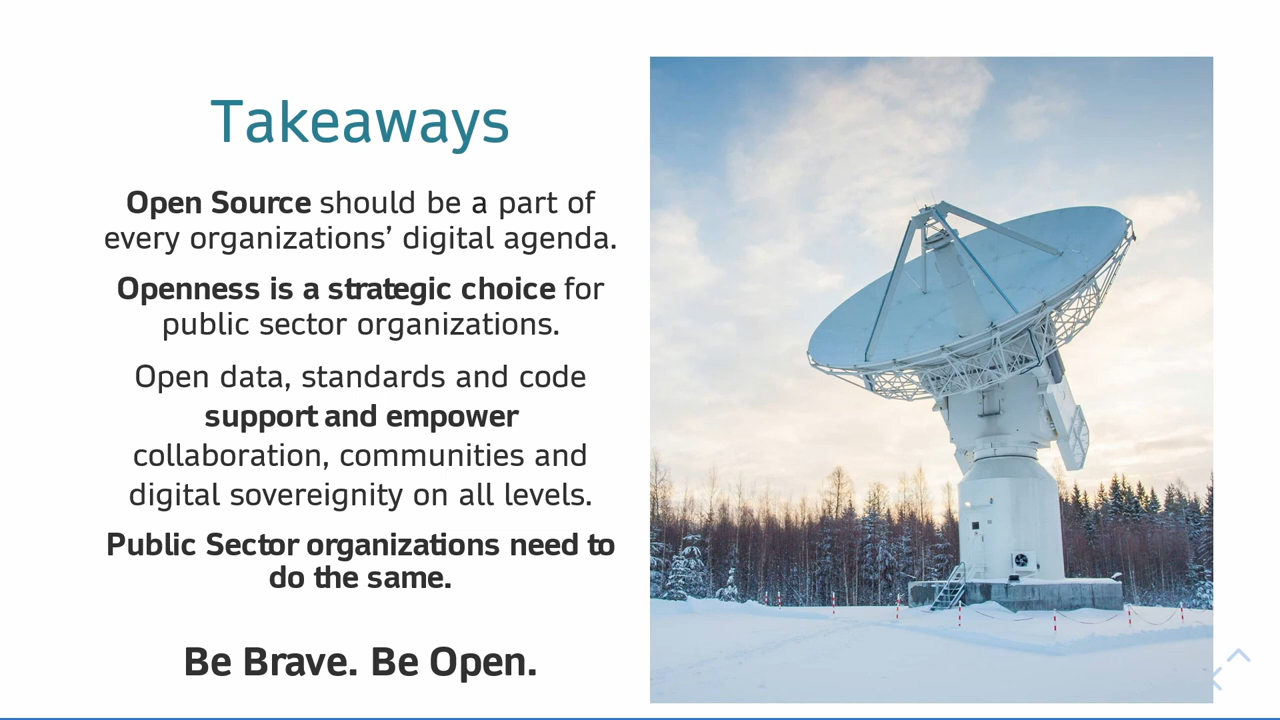 Takeaways
Open Source should be a part of
every organizations’ digital agenda.
Openness is a strategic choice for
public sector organizations.
Open data, standards and code
support and empower
collaboration, communities and
digital sovereignity on all levels.
Public Sector organizations need to
do the same.
Be Brave. Be Open.